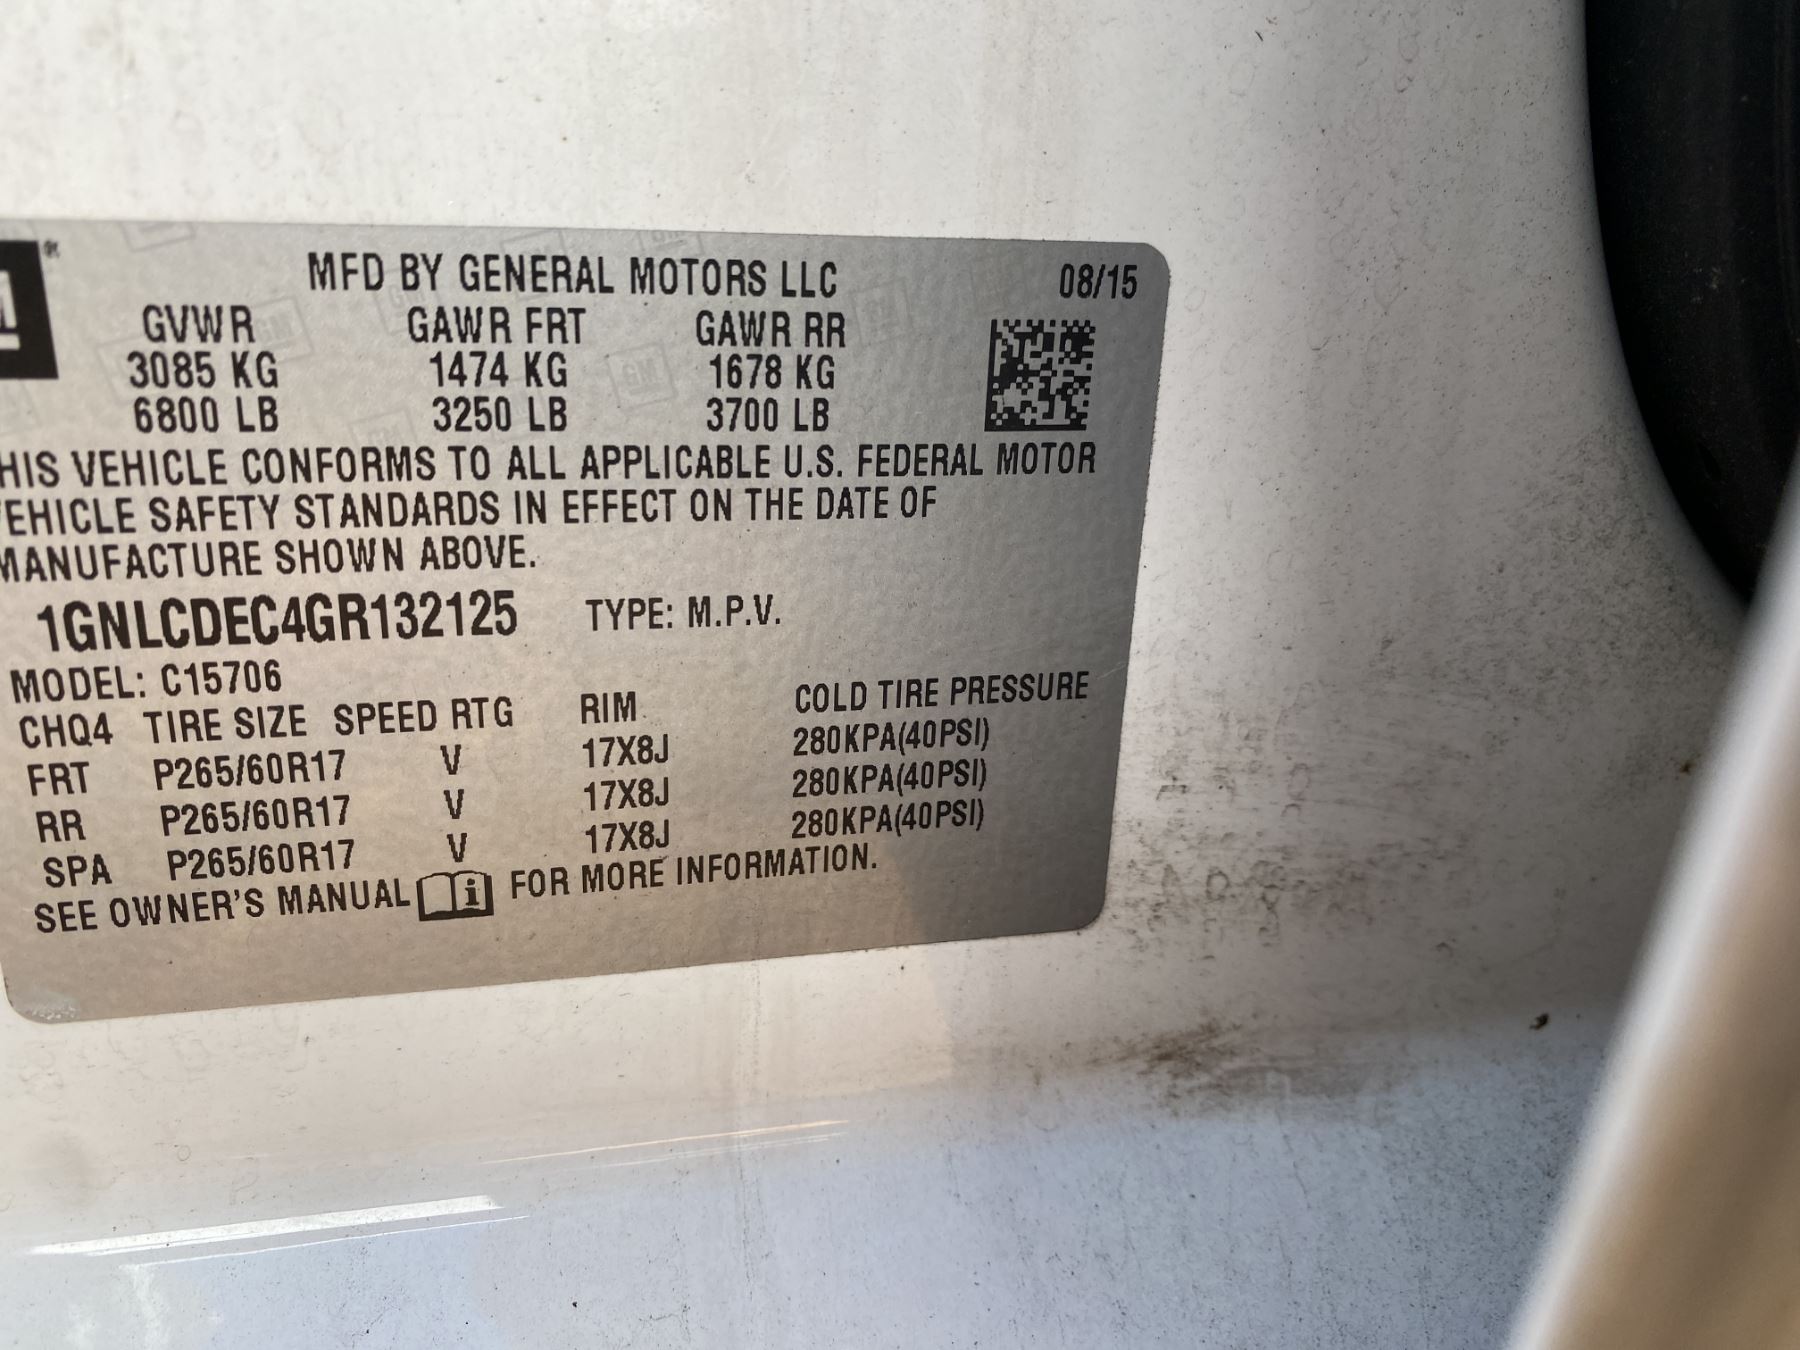 MFD BY GENERAL MOTORS LLC 08/15
GVWR GAWR FRT GAWR RR
3085 KG 1474 KG 1678 KG
6800 LB 3250 LB 3700 LB
HIS VEHICLE CONFORMS TO ALL APPLICABLE U.S. FEDERAL MOTOR
VEHICLE SAFETY STANDARDS IN EFFECT ON THE DATE OF
MANUFACTURE SHOWN ABOVE.
1GNLCDEC4GR132125 TYPE: M.P.V.
MODEL: C15706
CHQ4 TIRE SIZE SPEED RTG RIM COLD TIRE PRESSURE
FRT P265/60R17 V 17X8J 280KPA(40PSI)
RR P265/60R17 V 17X8J 280KPA(40PSI)
SPA P265/60R17 V 17X8J 280KPA(40PSI)
SEE OWNER'S MANUAL i FOR MORE INFORMATION.